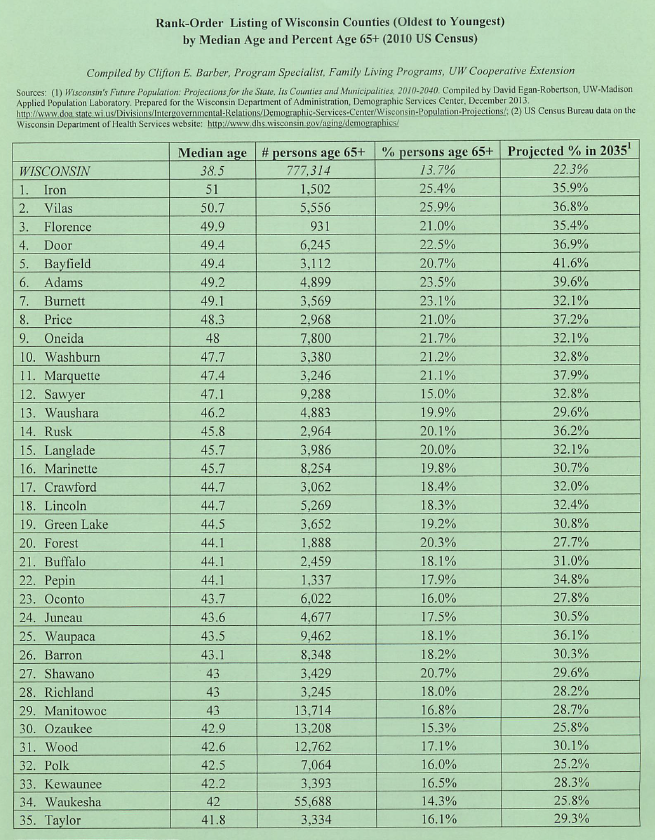 Rank-Order Listing of Wisconsin Counties (Oldest to Youngest)
by Median Age and Percent Age 65+ (2010 US Census)
Compiled by Clifton E. Barber, Program Specialist, Family Living Programs, UW Cooperative Extension
Sources: (1) Wisconsin's Future Population: Projections for the State, Its Counties and Municipalities, 2010-2040. Compiled by David Egan-Robertson, UW-Madison
Applied Population Laboratory. Prepared for the Wisconsin Department of Administration, Demographic Services Center, December 2013.
http://www.doa.state.wi.us/Divisions/Intergovernmental-Relations/Demographic-Services-Center/Wisconsin-Population-Projections/; (2) US Census Bureau data on the
Wisconsin Department of Health Services website: http://www.dhs.wisconsin.gov/aging/demographics/
Median age # persons age 65+ % persons age 65+ Projected % in 2035¹
WISCONSIN 38.5 777,314 13.7% 22.3%
1. Iron 51 1,502 25.4% 35.9%
2. Vilas 50.7 5,556 25.9% 36.8%
3. Florence 49.9 931 21.0% 35.4%
4. Door 49.4 6,245 22.5% 36.9%
5. Bayfield 49.4 3,112 20.7% 41.6%
6. Adams 49.2 4,899 23.5% 39.6%
7. Burnett 49.1 3,569 23.1% 32.1%
8. Price 48.3 2,968 21.0% 37.2%
9. Oneida 48 7,800 21.7% 32.1%
10. Washburn 47.7 3,380 21.2% 32.8%
11. Marquette 47.4 3,246 21.1% 37.9%
12. Sawyer 47.1 9,288 15.0% 32.8%
13. Waushara 46.2 4,883 19.9% 29.6%
14. Rusk 45.8 2,964 20.1% 36.2%
15. Langlade 45.7 3,986 20.0% 32.1%
16. Marinette 45.7 8,254 19.8% 30.7%
17. Crawford 44.7 3,062 18.4% 32.0%
18. Lincoln 44.7 5,269 18.3% 32.4%
19. Green Lake 44.5 3,652 19.2% 30.8%
20. Forest 44.1 1,888 20.3% 27.7%
21. Buffalo 44.1 2,459 18.1% 31.0%
22. Pepin 44.1 1,337 17.9% 34.8%
23. Oconto 43.7 6,022 16.0% 27.8%
24. Juneau 43.6 4,677 17.5% 30.5%
25. Waupaca 43.5 9,462 18.1% 36.1%
26. Barron 43.1 8,348 18.2% 30.3%
27. Shawano 43 3,429 20.7% 29.6%
28. Richland 43 3,245 18.0% 28.2%
29. Manitowoc 43 13,714 16.8% 28.7%
30. Ozaukee 42.9 13,208 15.3% 25.8%
31. Wood 42.6 12,762 17.1% 30.1%
32. Polk 42.5 7,064 16.0% 25.2%
33. Kewaunee 42.2 3,393 16.5% 28.3%
34. Waukesha 42 55,688 14.3% 25.8%
35. Taylor 41.8 3,334 16.1% 29.3%